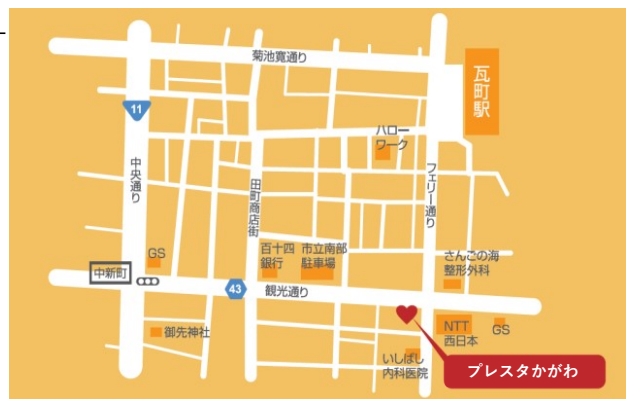 菊池寛通り
瓦町駅
11
ハロー
ワーク
中央通り
田町商店街
フェリー通り
GS
百十四
銀行
市立南部
駐車場
さんごの海
整形外科
中新町
43
観光通り
御先神社
NTT
西日本
GS
いしばし
内科医院
プレスタかがわ